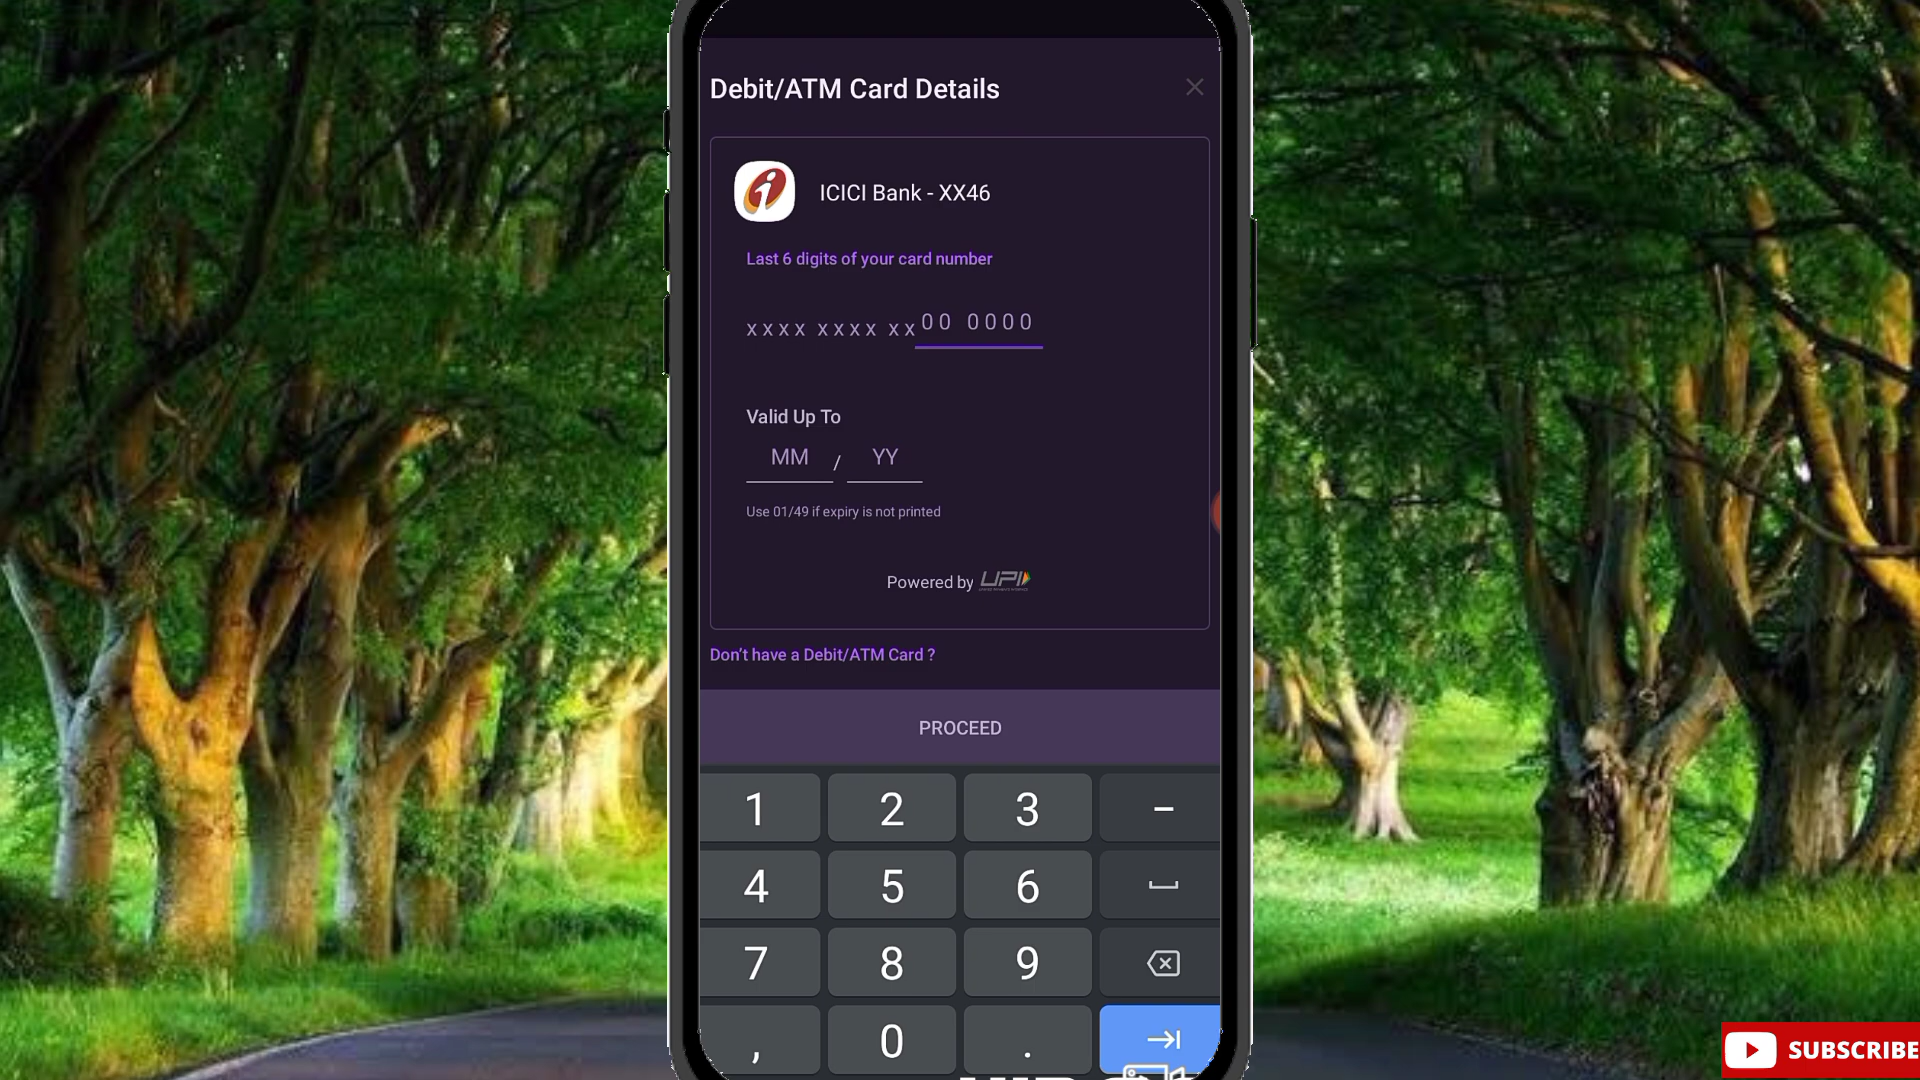 Debit/ATM Card Details
ICICI Bank - XX46
Last 6 digits of your card number
xxxx xxxx xx00 0000
Valid Up To
MM / YY
Use 01/49 if expiry is not printed
Powered by UPI
Don't have a Debit/ATM Card ?
PROCEED
1 2 3 -
4 5 6
7 8 9
, 0 .
SUBSCRIBE